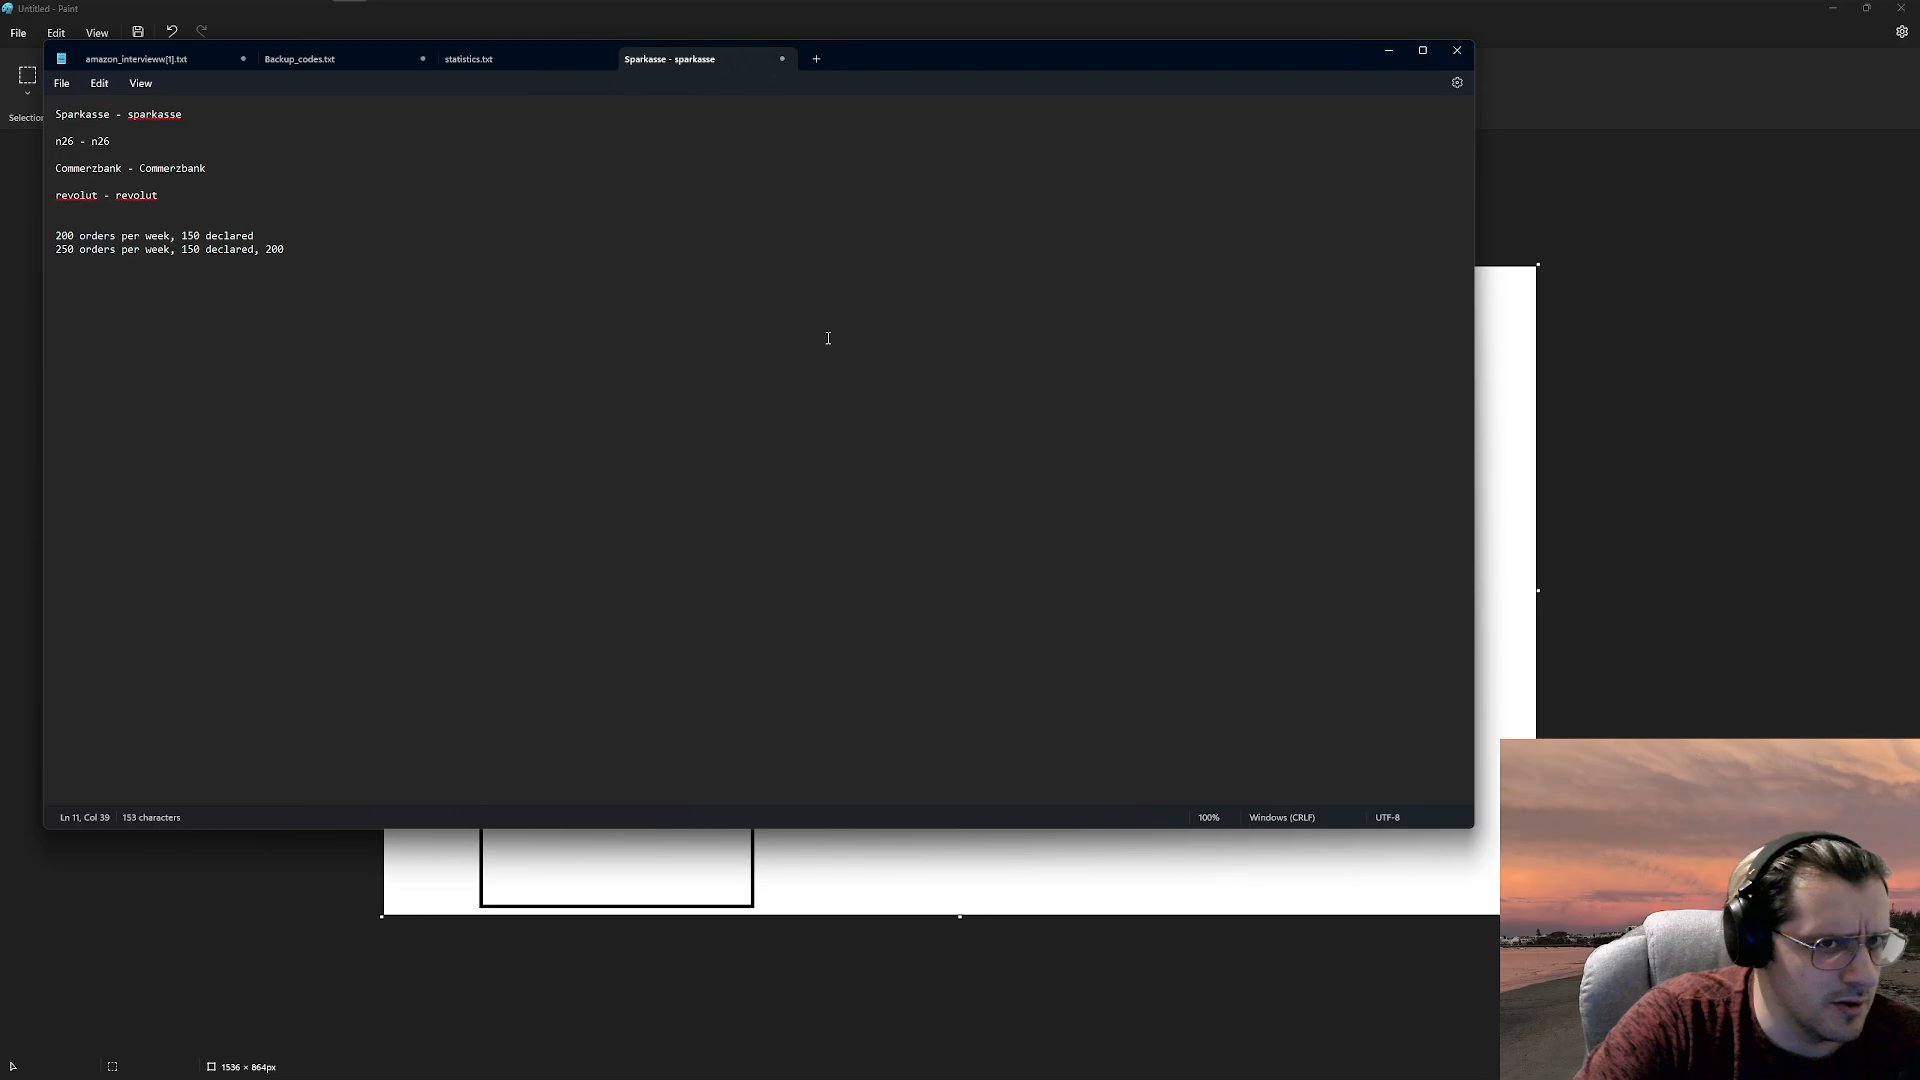 Untitled - Paint
File Edit View
amazon_intervieww[1].txt Backup_codes.txt statistics.txt Sparkasse - sparkasse
File Edit View
Selection
Sparkasse - sparkasse
n26 - n26
Commerzbank - Commerzbank
revolut - revolut
200 orders per week, 150 declared
250 orders per week, 150 declared, 200
Ln 11, Col 39 153 characters 100% Windows (CRLF) UTF-8
1536 × 864px